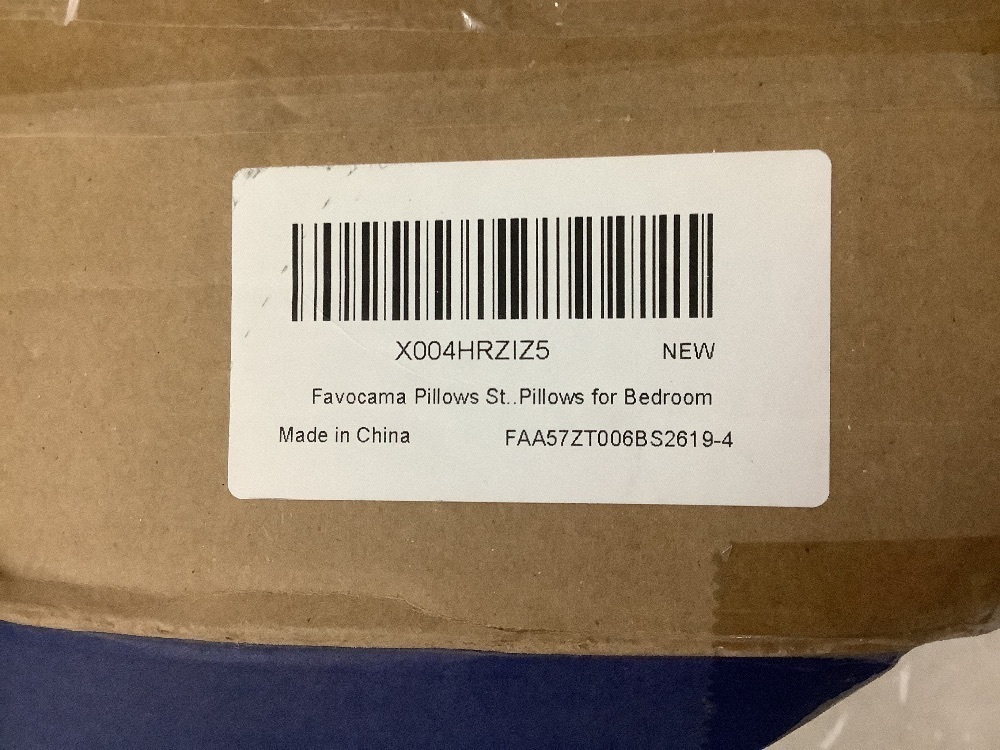 X004HRZIZ5 NEW
Favocama Pillows St..Pillows for Bedroom
Made in China FAA57ZT006BS2619-4